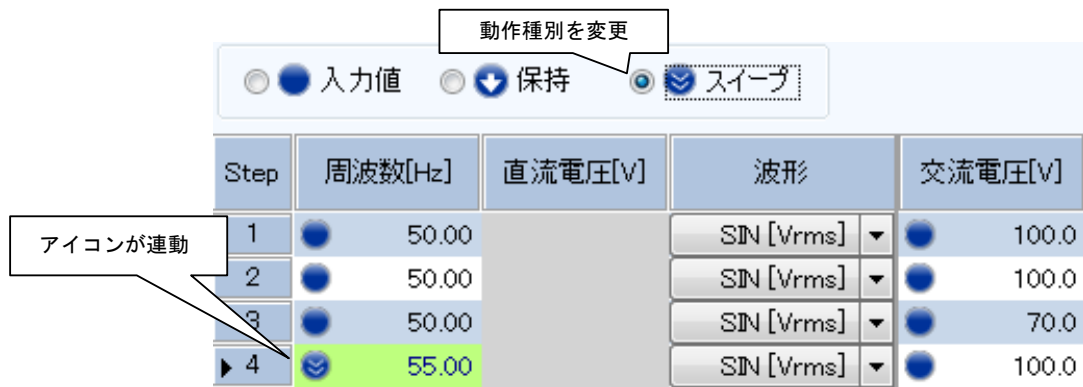 動作種別を変更
入力値 保持 スイープ
Step 周波数[Hz] 直流電圧[V] 波形 交流電圧[V]
アイコンが連動
1 50.00 SIN [Vrms] 100.0
2 50.00 SIN [Vrms] 100.0
3 50.00 SIN [Vrms] 70.0
4 55.00 SIN [Vrms] 100.0